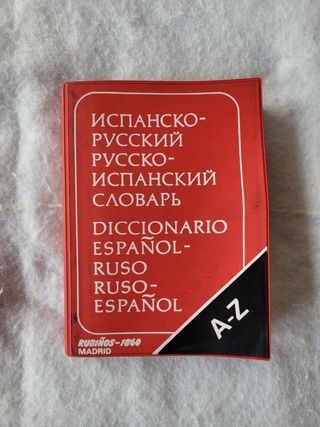 ИСПАНСКО-
РУССКИЙ
РУССКО-
ИСПАНСКИЙ
СЛОВАРЬ
DICCIONARIO
ESPAÑOL-
RUSO
RUSO-
ESPAÑOL
A-Z
RUBIÑOS-1860
MADRID